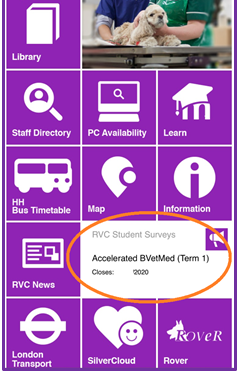 Library
Staff Directory
PC Availability
Learn
HH
Bus Timetable
Map
Information
RVC News
RVC Student Surveys
Accelerated BVetMed (Term 1)
Closes: /2020
London
Transport
SilverCloud
ROVeR
Rover